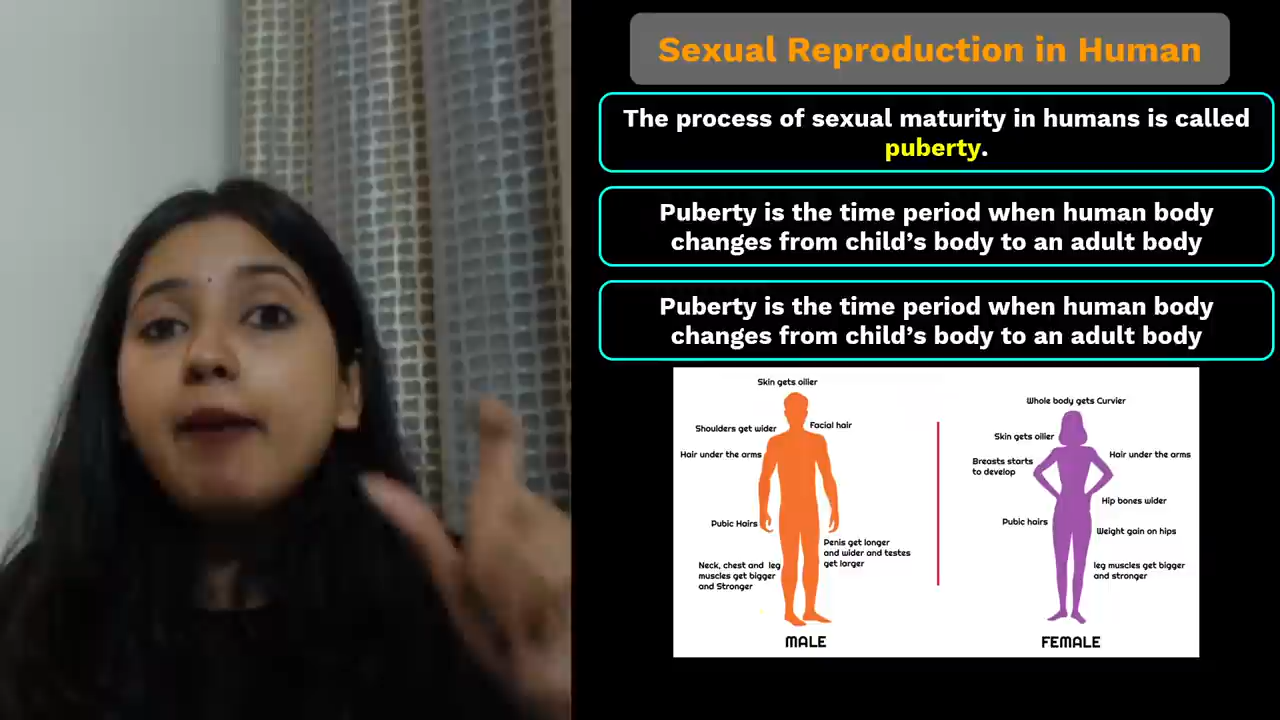 Sexual Reproduction in Human
The process of sexual maturity in humans is called
puberty.
Puberty is the time period when human body
changes from child's body to an adult body
Puberty is the time period when human body
changes from child's body to an adult body
Skin gets oilier
Shoulders get wider
Facial hair
Hair under the arms
Pubic Hairs
Penis get longer
and wider and testes
get larger
Neck, chest and leg
muscles get bigger
and Stronger
MALE
Whole body gets Curvier
Skin gets oilier
Hair under the arms
Breasts starts
to develop
Hip bones wider
Pubic hairs
Weight gain on hips
leg muscles get bigger
and stronger
FEMALE